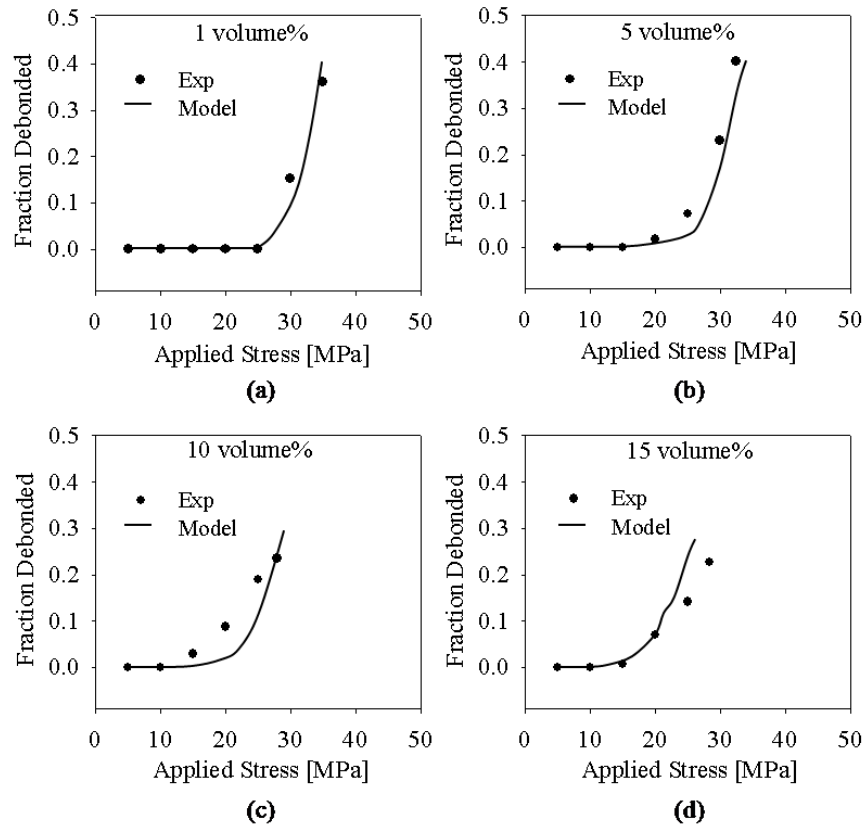 1 volume%
Exp
Model
Fraction Debonded
0.5
0.4
0.3
0.2
0.1
0.0
0 10 20 30 40 50
Applied Stress [MPa]
(a)
5 volume%
Exp
Model
Fraction Debonded
0.5
0.4
0.3
0.2
0.1
0.0
0 10 20 30 40 50
Applied Stress [MPa]
(b)
10 volume%
Exp
Model
Fraction Debonded
0.5
0.4
0.3
0.2
0.1
0.0
0 10 20 30 40 50
Applied Stress [MPa]
(c)
15 volume%
Exp
Model
Fraction Debonded
0.5
0.4
0.3
0.2
0.1
0.0
0 10 20 30 40 50
Applied Stress [MPa]
(d)